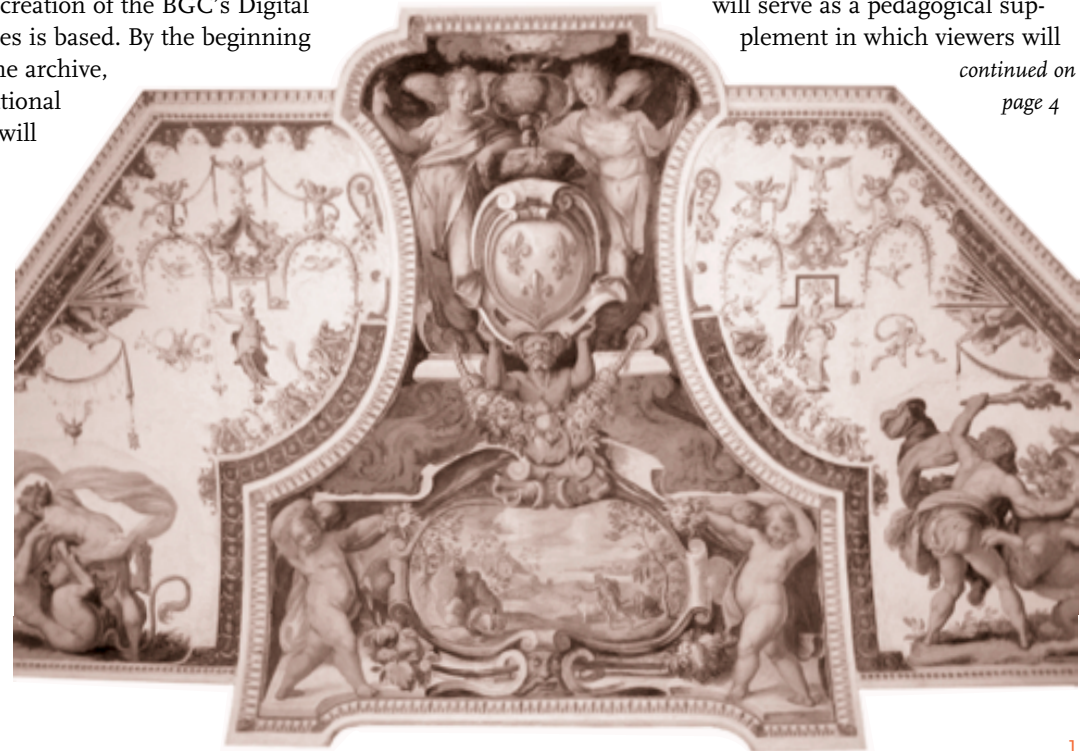 creation of the BGC's Digital
es is based. By the beginning
ne archive,
tional
will
will serve as a pedagogical sup-
plement in which viewers will
continued on
page 4
1